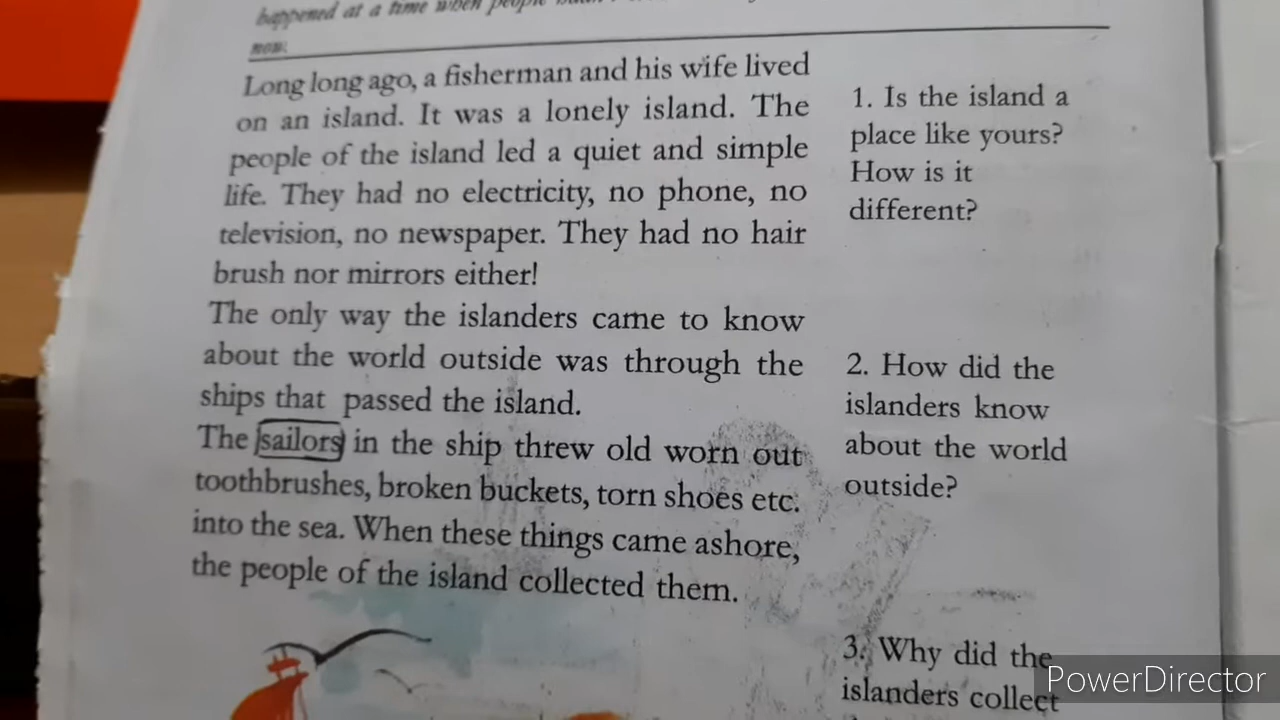 happened at a time when people
now.
Long long ago, a fisherman and his wife lived
on an island. It was a lonely island. The
people of the island led a quiet and simple
life. They had no electricity, no phone, no
television, no newspaper. They had no hair
brush nor mirrors either!
The only way the islanders came to know
about the world outside was through the
ships that passed the island.
The sailors in the ship threw old worn out
toothbrushes, broken buckets, torn shoes etc.
into the sea. When these things came ashore,
the people of the island collected them.
1. Is the island a
place like yours?
How is it
different?
2. How did the
islanders know
about the world
outside?
3. Why did the
islanders collect
PowerDirector